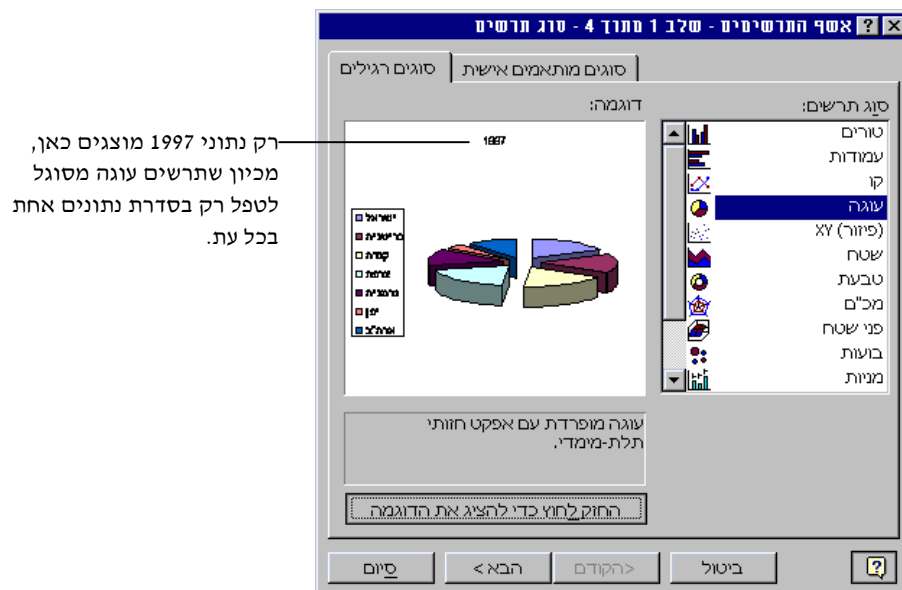 אשף התרשימים - שלב 1 מתוך 4 - סוג תרשים
סוגים רגילים
סוגים מותאמים אישית
סוג תרשים:
טורים
עמודות
קו
עוגה
(פיזור) XY
שטח
טבעת
מכ"ם
פני שטח
בועות
מניות
דוגמה:
1997
ישראל
בריטניה
קנדה
צרפת
גרמניה
יפן
ארה"ב
עוגה מופרדת עם אפקט חזותי
תלת-מימדי.
החזק לחוץ כדי להציג את הדוגמה
ביטול
<הקודם
הבא >
סיום
רק נתוני 1997 מוצגים כאן,
מכיון שתרשים עוגה מסוגל
לטפל רק בסדרת נתונים אחת
בכל עת.